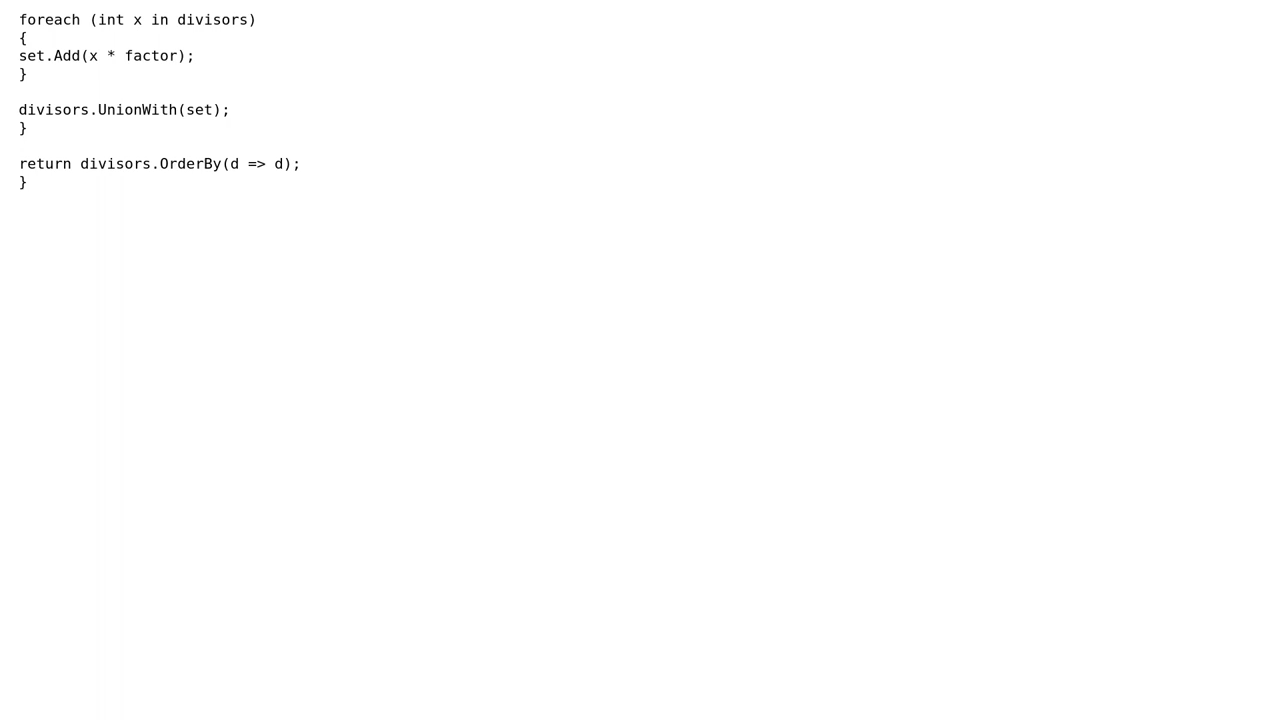 foreach (int x in divisors)
{
set.Add(x * factor);
}

divisors.UnionWith(set);
}

return divisors.OrderBy(d => d);
}